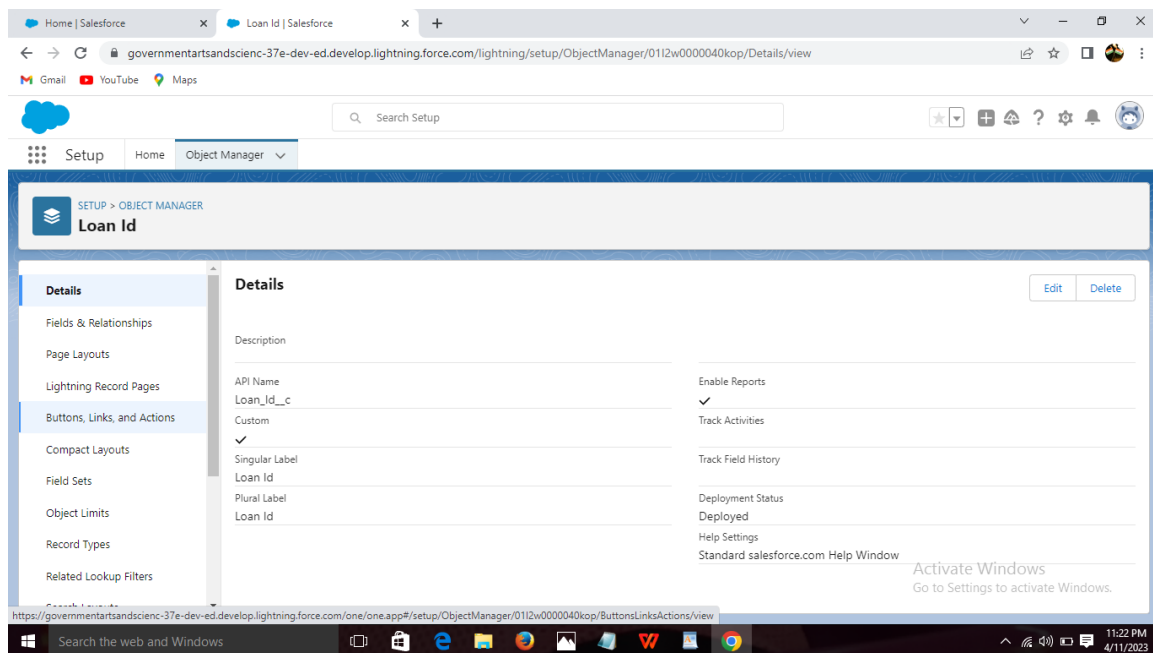 Home | Salesforce
Loan Id | Salesforce
governmentartsandscienc-37e-dev-ed.develop.lightning.force.com/lightning/setup/ObjectManager/01I2w0000040kop/Details/view
Gmail YouTube Maps
Search Setup
Setup Home Object Manager
SETUP > OBJECT MANAGER
Loan Id
Details
Fields & Relationships
Page Layouts
Lightning Record Pages
Buttons, Links, and Actions
Compact Layouts
Field Sets
Object Limits
Record Types
Related Lookup Filters
Details
Edit Delete
Description
API Name
Loan_Id__c
Custom
Singular Label
Loan Id
Plural Label
Loan Id
Enable Reports
Track Activities
Track Field History
Deployment Status
Deployed
Help Settings
Standard salesforce.com Help Window
Activate Windows
Go to Settings to activate Windows.
https://governmentartsandscienc-37e-dev-ed.develop.lightning.force.com/one/one.app#/setup/ObjectManager/01I2w0000040kop/ButtonsLinksActions/view
Search the web and Windows
11:22 PM
4/11/2023